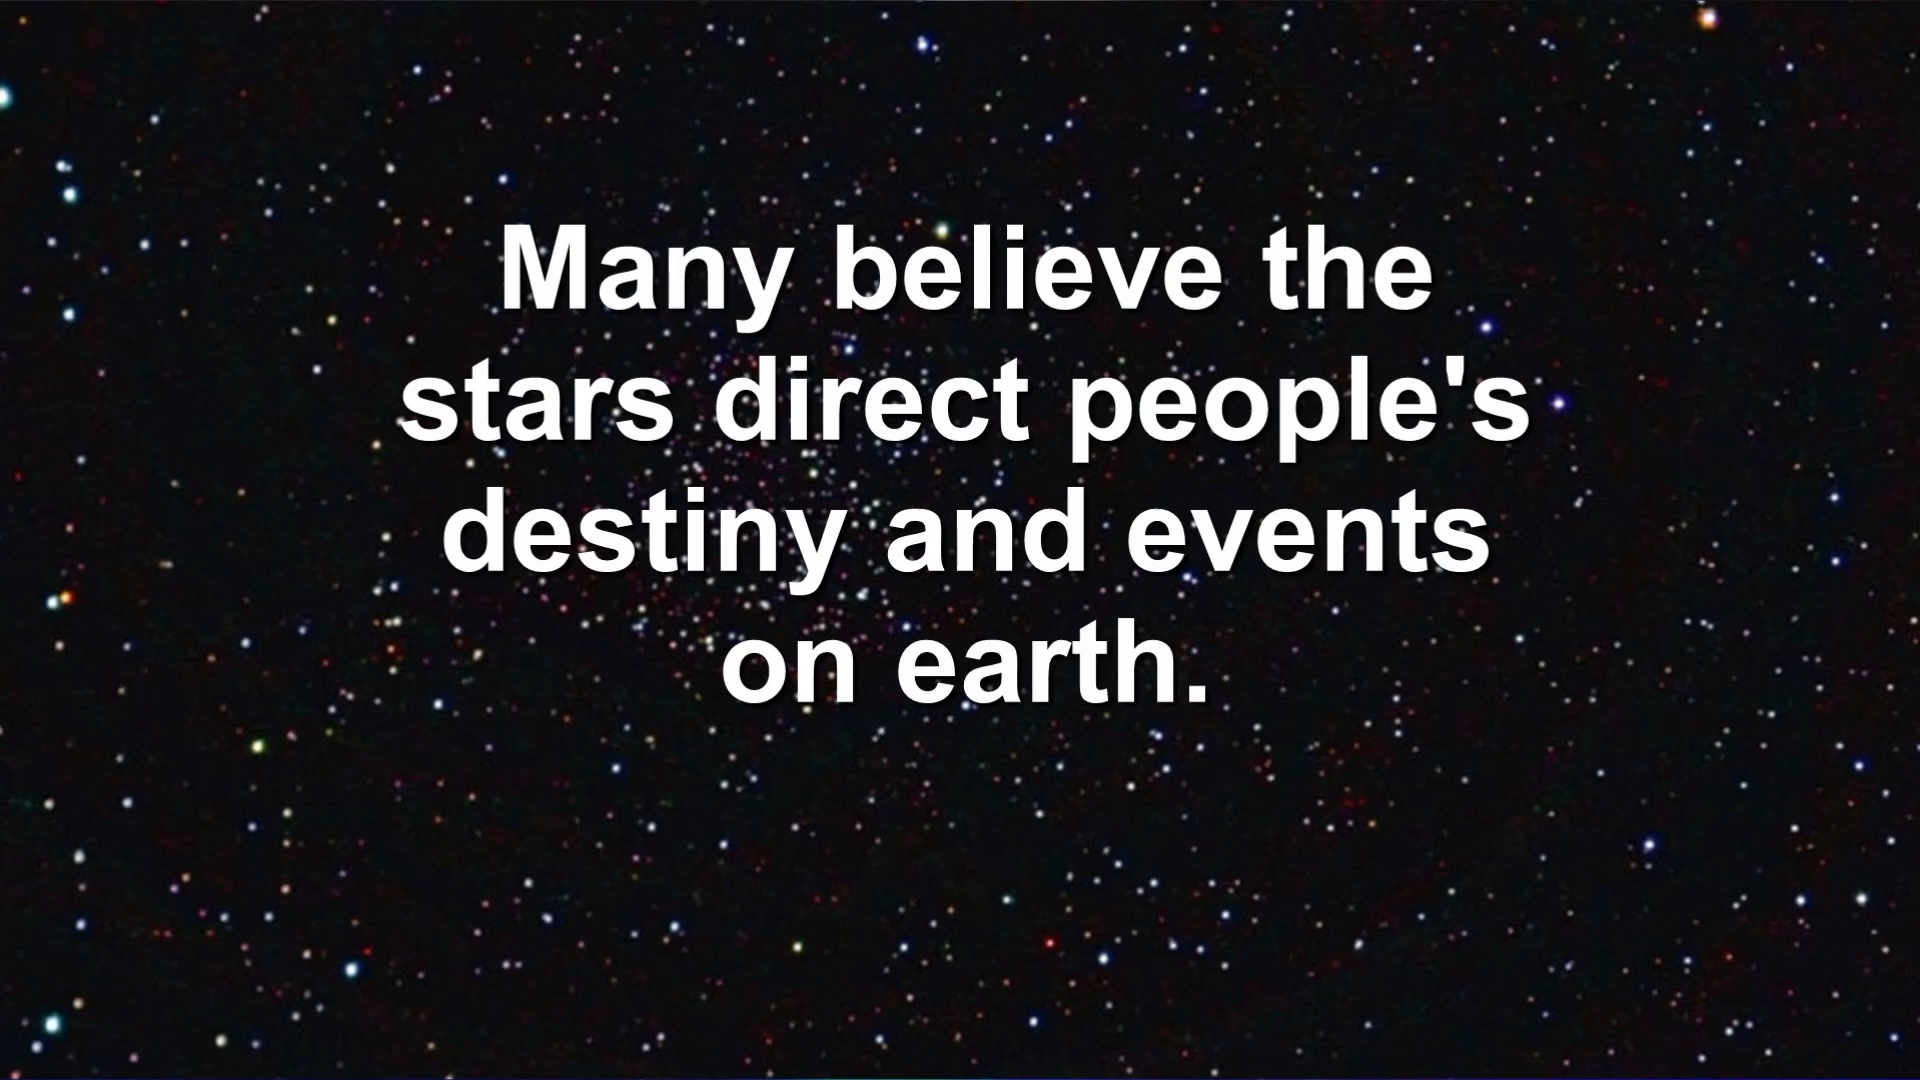 Many believe the
stars direct people's
destiny and events
on earth.